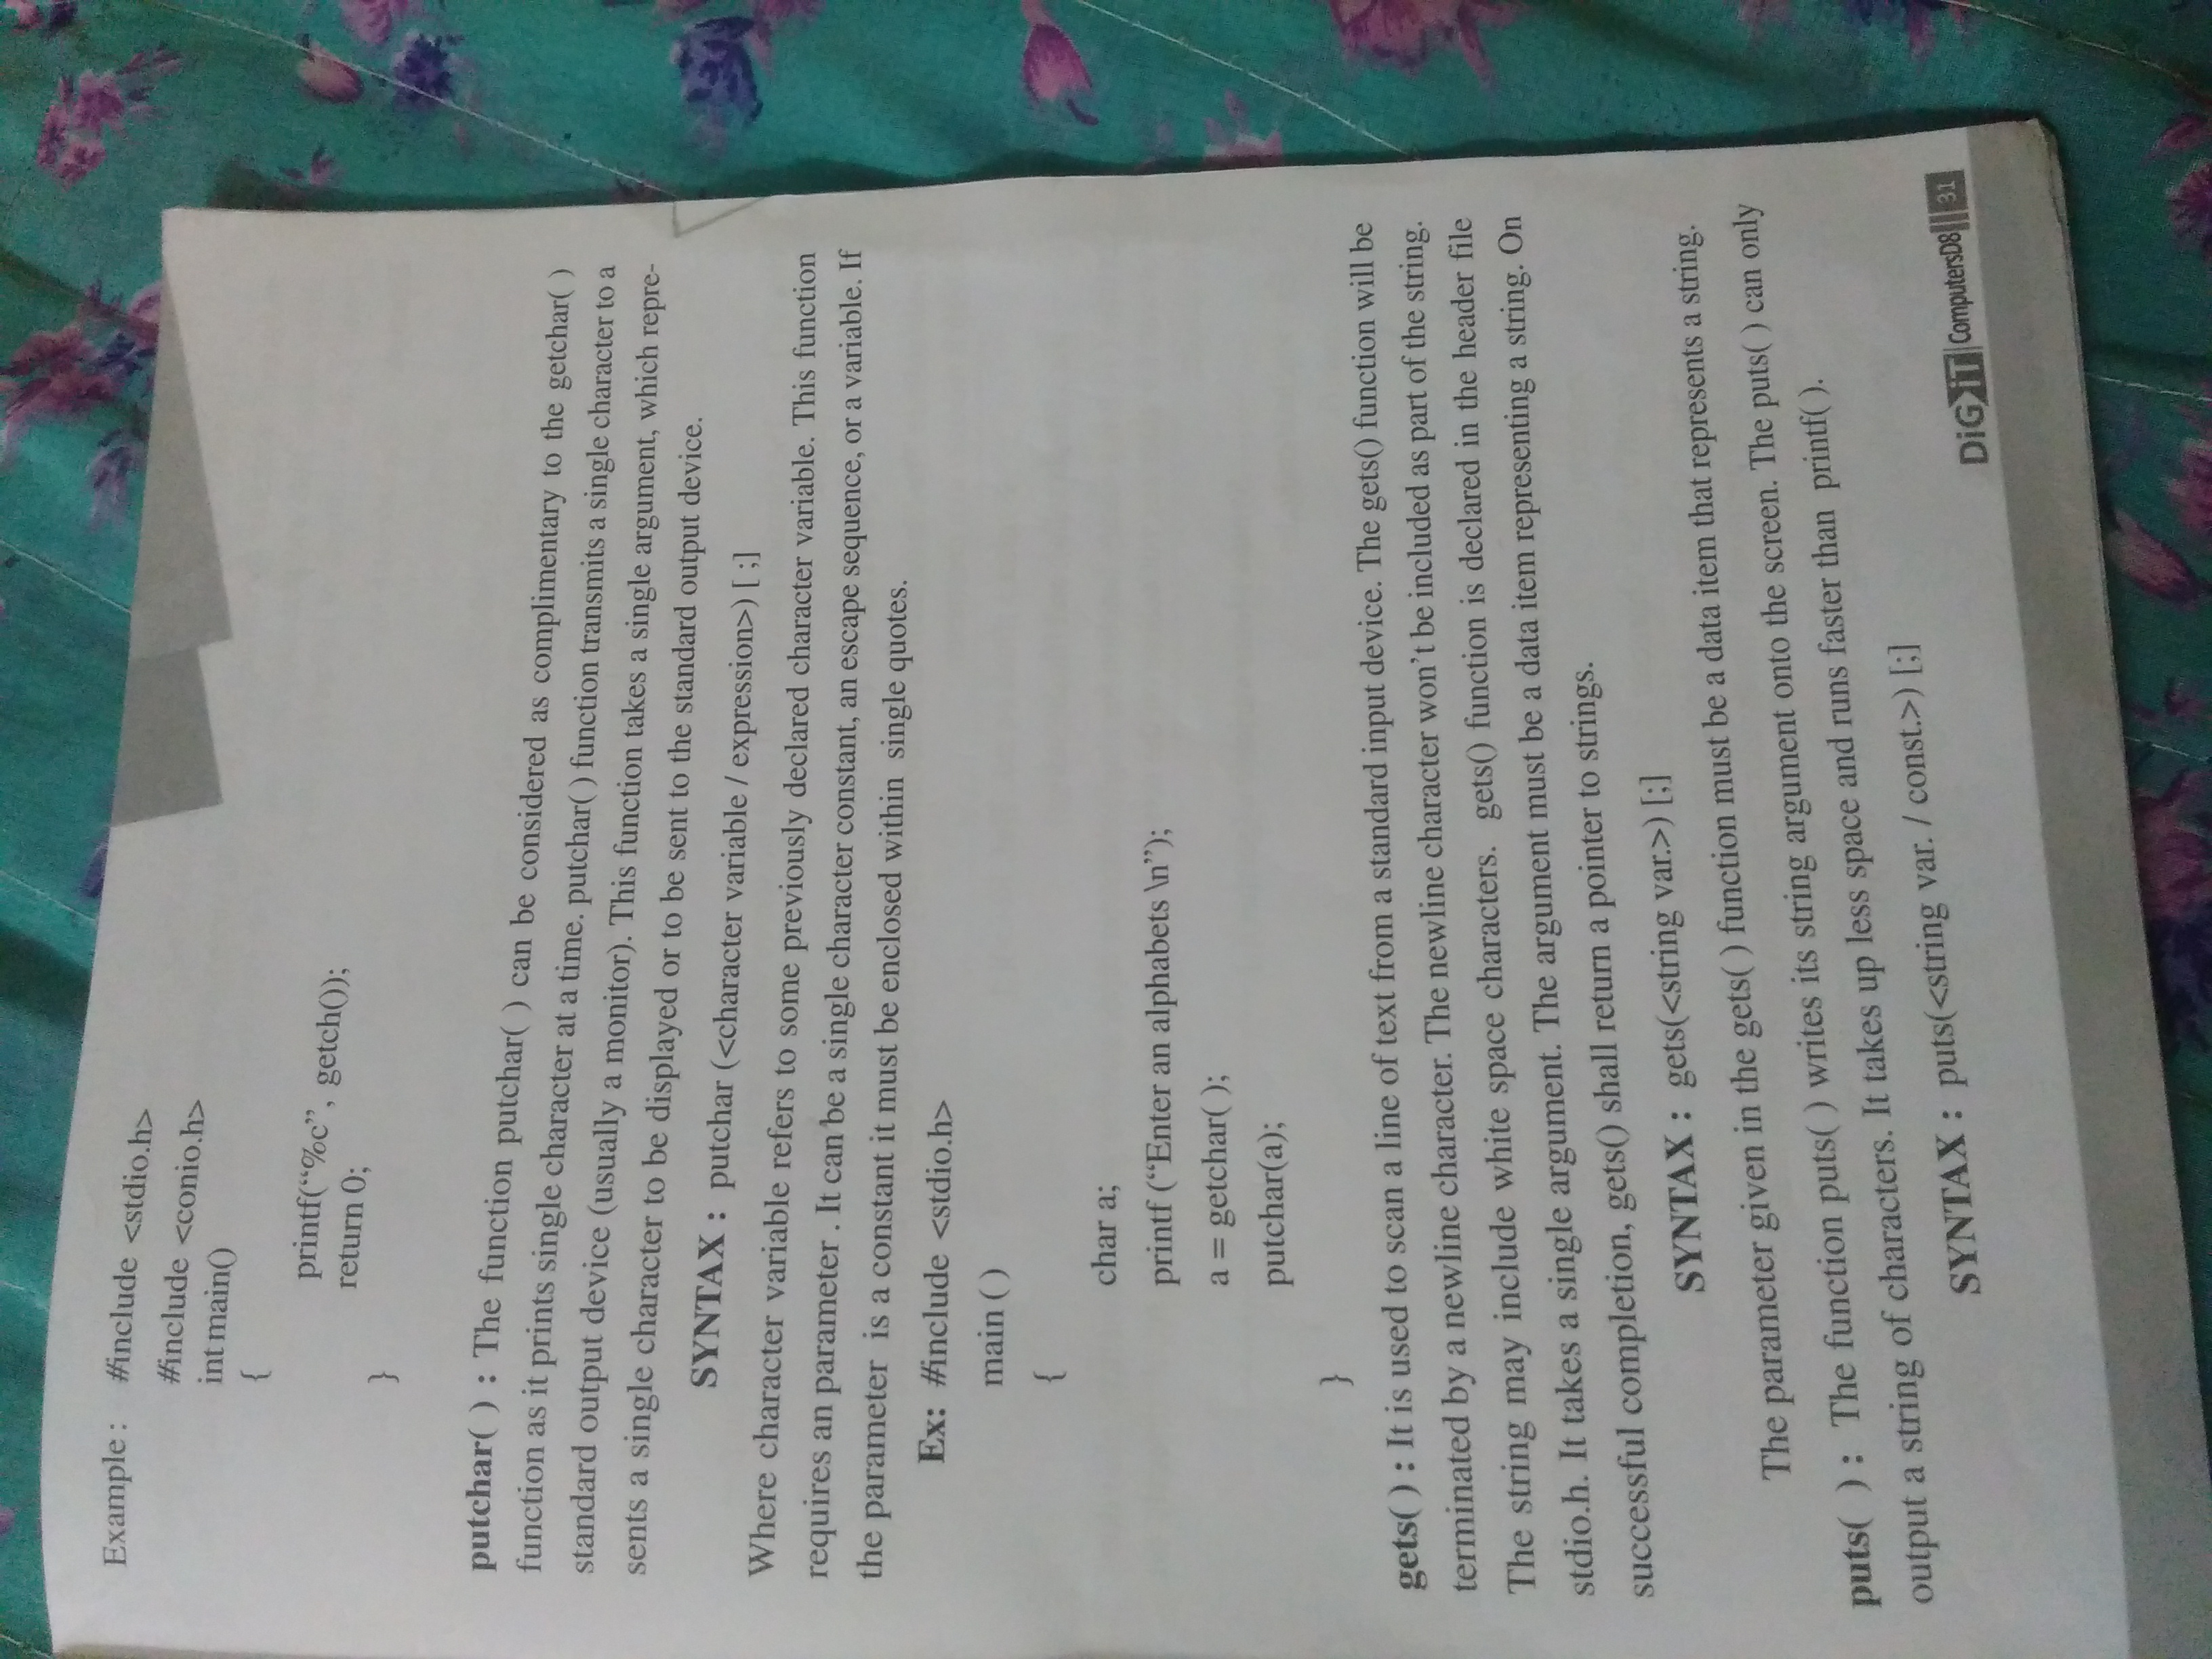 Example : #include <stdio.h>
#include <conio.h>
int main()
{
printf("%c", getch());
return 0;
}
putchar( ) : The function putchar( ) can be considered as complimentary to the getchar( )
function as it prints single character at a time. putchar( ) function transmits a single character to a
standard output device (usually a monitor). This function takes a single argument, which repre-
sents a single character to be displayed or to be sent to the standard output device.
SYNTAX : putchar (<character variable / expression>) [ ;]
Where character variable refers to some previously declared character variable. This function
requires an parameter . It can be a single character constant, an escape sequence, or a variable. If
the parameter is a constant it must be enclosed within single quotes.
Ex: #include <stdio.h>
main ( )
{
char a;
printf (“Enter an alphabets \n”);
a = getchar( );
putchar(a);
}
gets( ) : It is used to scan a line of text from a standard input device. The gets() function will be
terminated by a newline character. The newline character won’t be included as part of the string.
The string may include white space characters. gets() function is declared in the header file
stdio.h. It takes a single argument. The argument must be a data item representing a string. On
successful completion, gets() shall return a pointer to strings.
SYNTAX : gets(<string var.>) [;]
The parameter given in the gets( ) function must be a data item that represents a string.
puts( ) : The function puts( ) writes its string argument onto the screen. The puts( ) can only
output a string of characters. It takes up less space and runs faster than printf( ).
SYNTAX : puts(<string var. / const.>) [;]
DiGiT ComputersD8 31